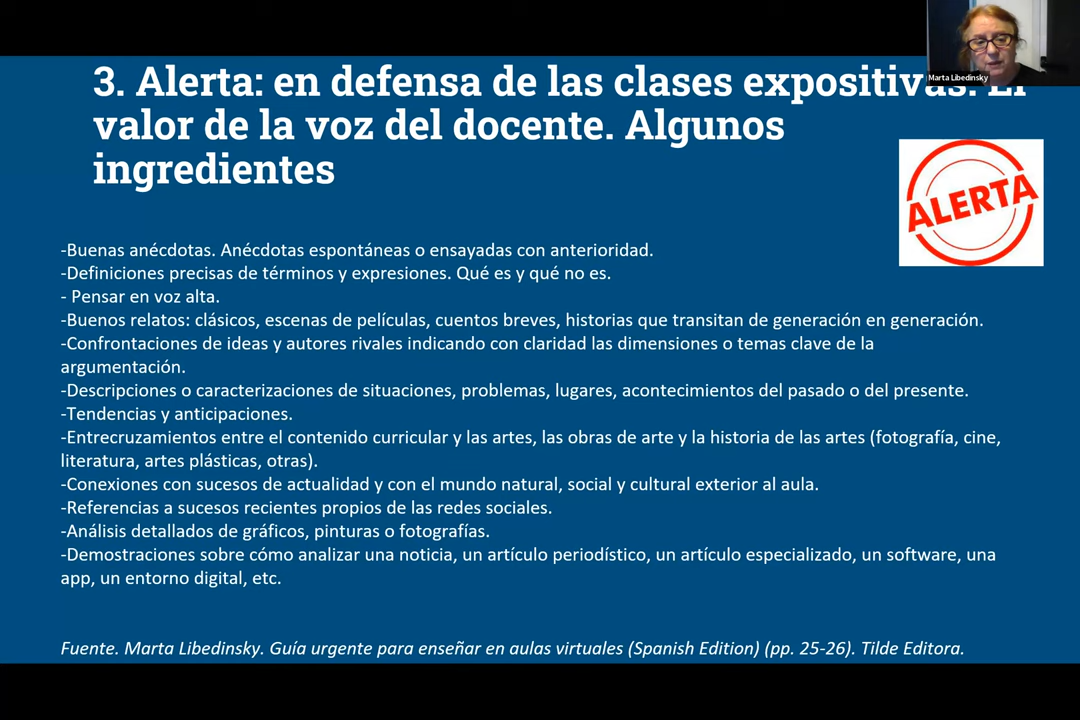 Marta Libedinsky
3. Alerta: en defensa de las clases expositivas. El
valor de la voz del docente. Algunos
ingredientes
ALERTA
-Buenas anécdotas. Anécdotas espontáneas o ensayadas con anterioridad.
-Definiciones precisas de términos y expresiones. Qué es y qué no es.
- Pensar en voz alta.
-Buenos relatos: clásicos, escenas de películas, cuentos breves, historias que transitan de generación en generación.
-Confrontaciones de ideas y autores rivales indicando con claridad las dimensiones o temas clave de la
argumentación.
-Descripciones o caracterizaciones de situaciones, problemas, lugares, acontecimientos del pasado o del presente.
-Tendencias y anticipaciones.
-Entrecruzamientos entre el contenido curricular y las artes, las obras de arte y la historia de las artes (fotografía, cine,
literatura, artes plásticas, otras).
-Conexiones con sucesos de actualidad y con el mundo natural, social y cultural exterior al aula.
-Referencias a sucesos recientes propios de las redes sociales.
-Análisis detallados de gráficos, pinturas o fotografías.
-Demostraciones sobre cómo analizar una noticia, un artículo periodístico, un artículo especializado, un software, una
app, un entorno digital, etc.
Fuente. Marta Libedinsky. Guía urgente para enseñar en aulas virtuales (Spanish Edition) (pp. 25-26). Tilde Editora.